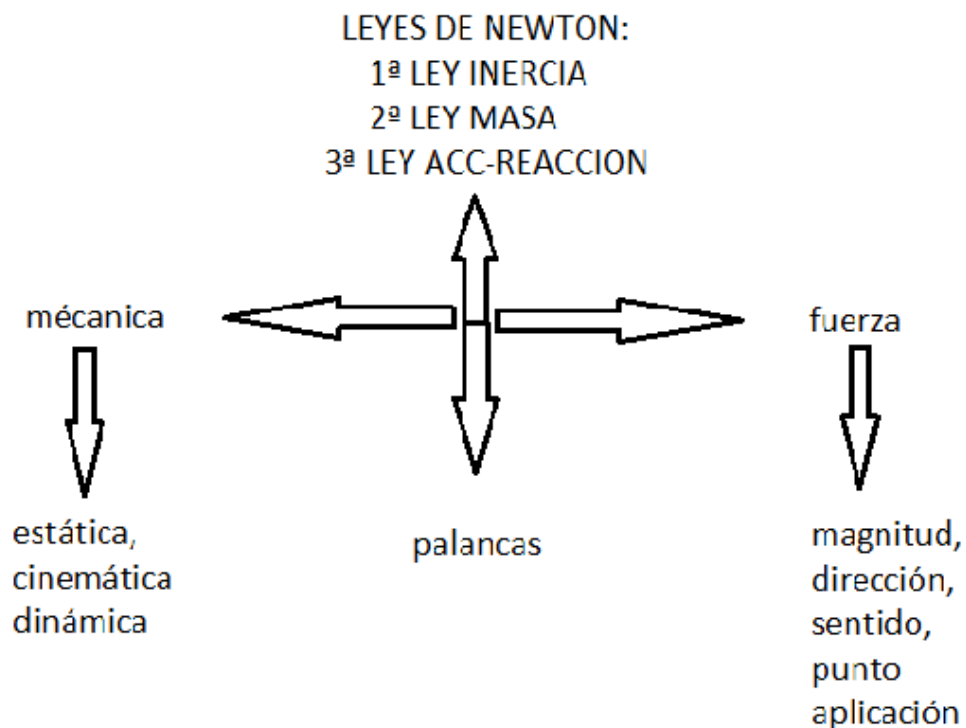 LEYES DE NEWTON:
1ª LEY INERCIA
2ª LEY MASA
3ª LEY ACC-REACCION
mécanica
fuerza
estática,
cinemática
dinámica
palancas
magnitud,
dirección,
sentido,
punto
aplicación